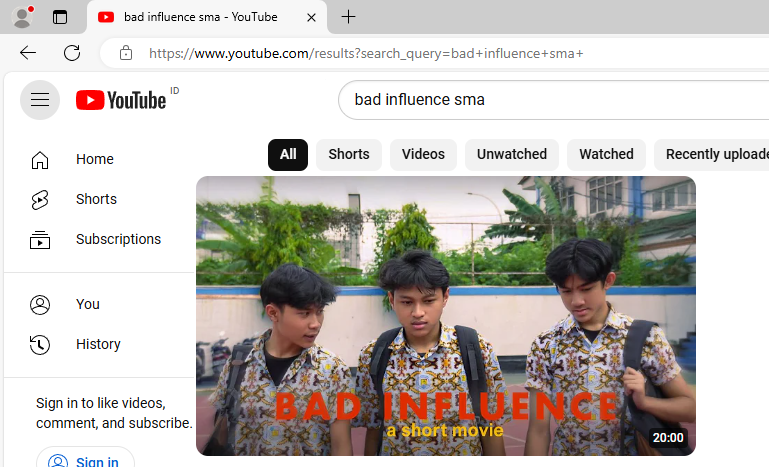 bad influence sma - YouTube
https://www.youtube.com/results?search_query=bad+influence+sma+
YouTube ID
bad influence sma
All Shorts Videos Unwatched Watched Recently uploade
Home
Shorts
Subscriptions
You
History
Sign in to like videos,
comment, and subscribe.
Sign in
BAD INFLUENCE
a short movie
20:00